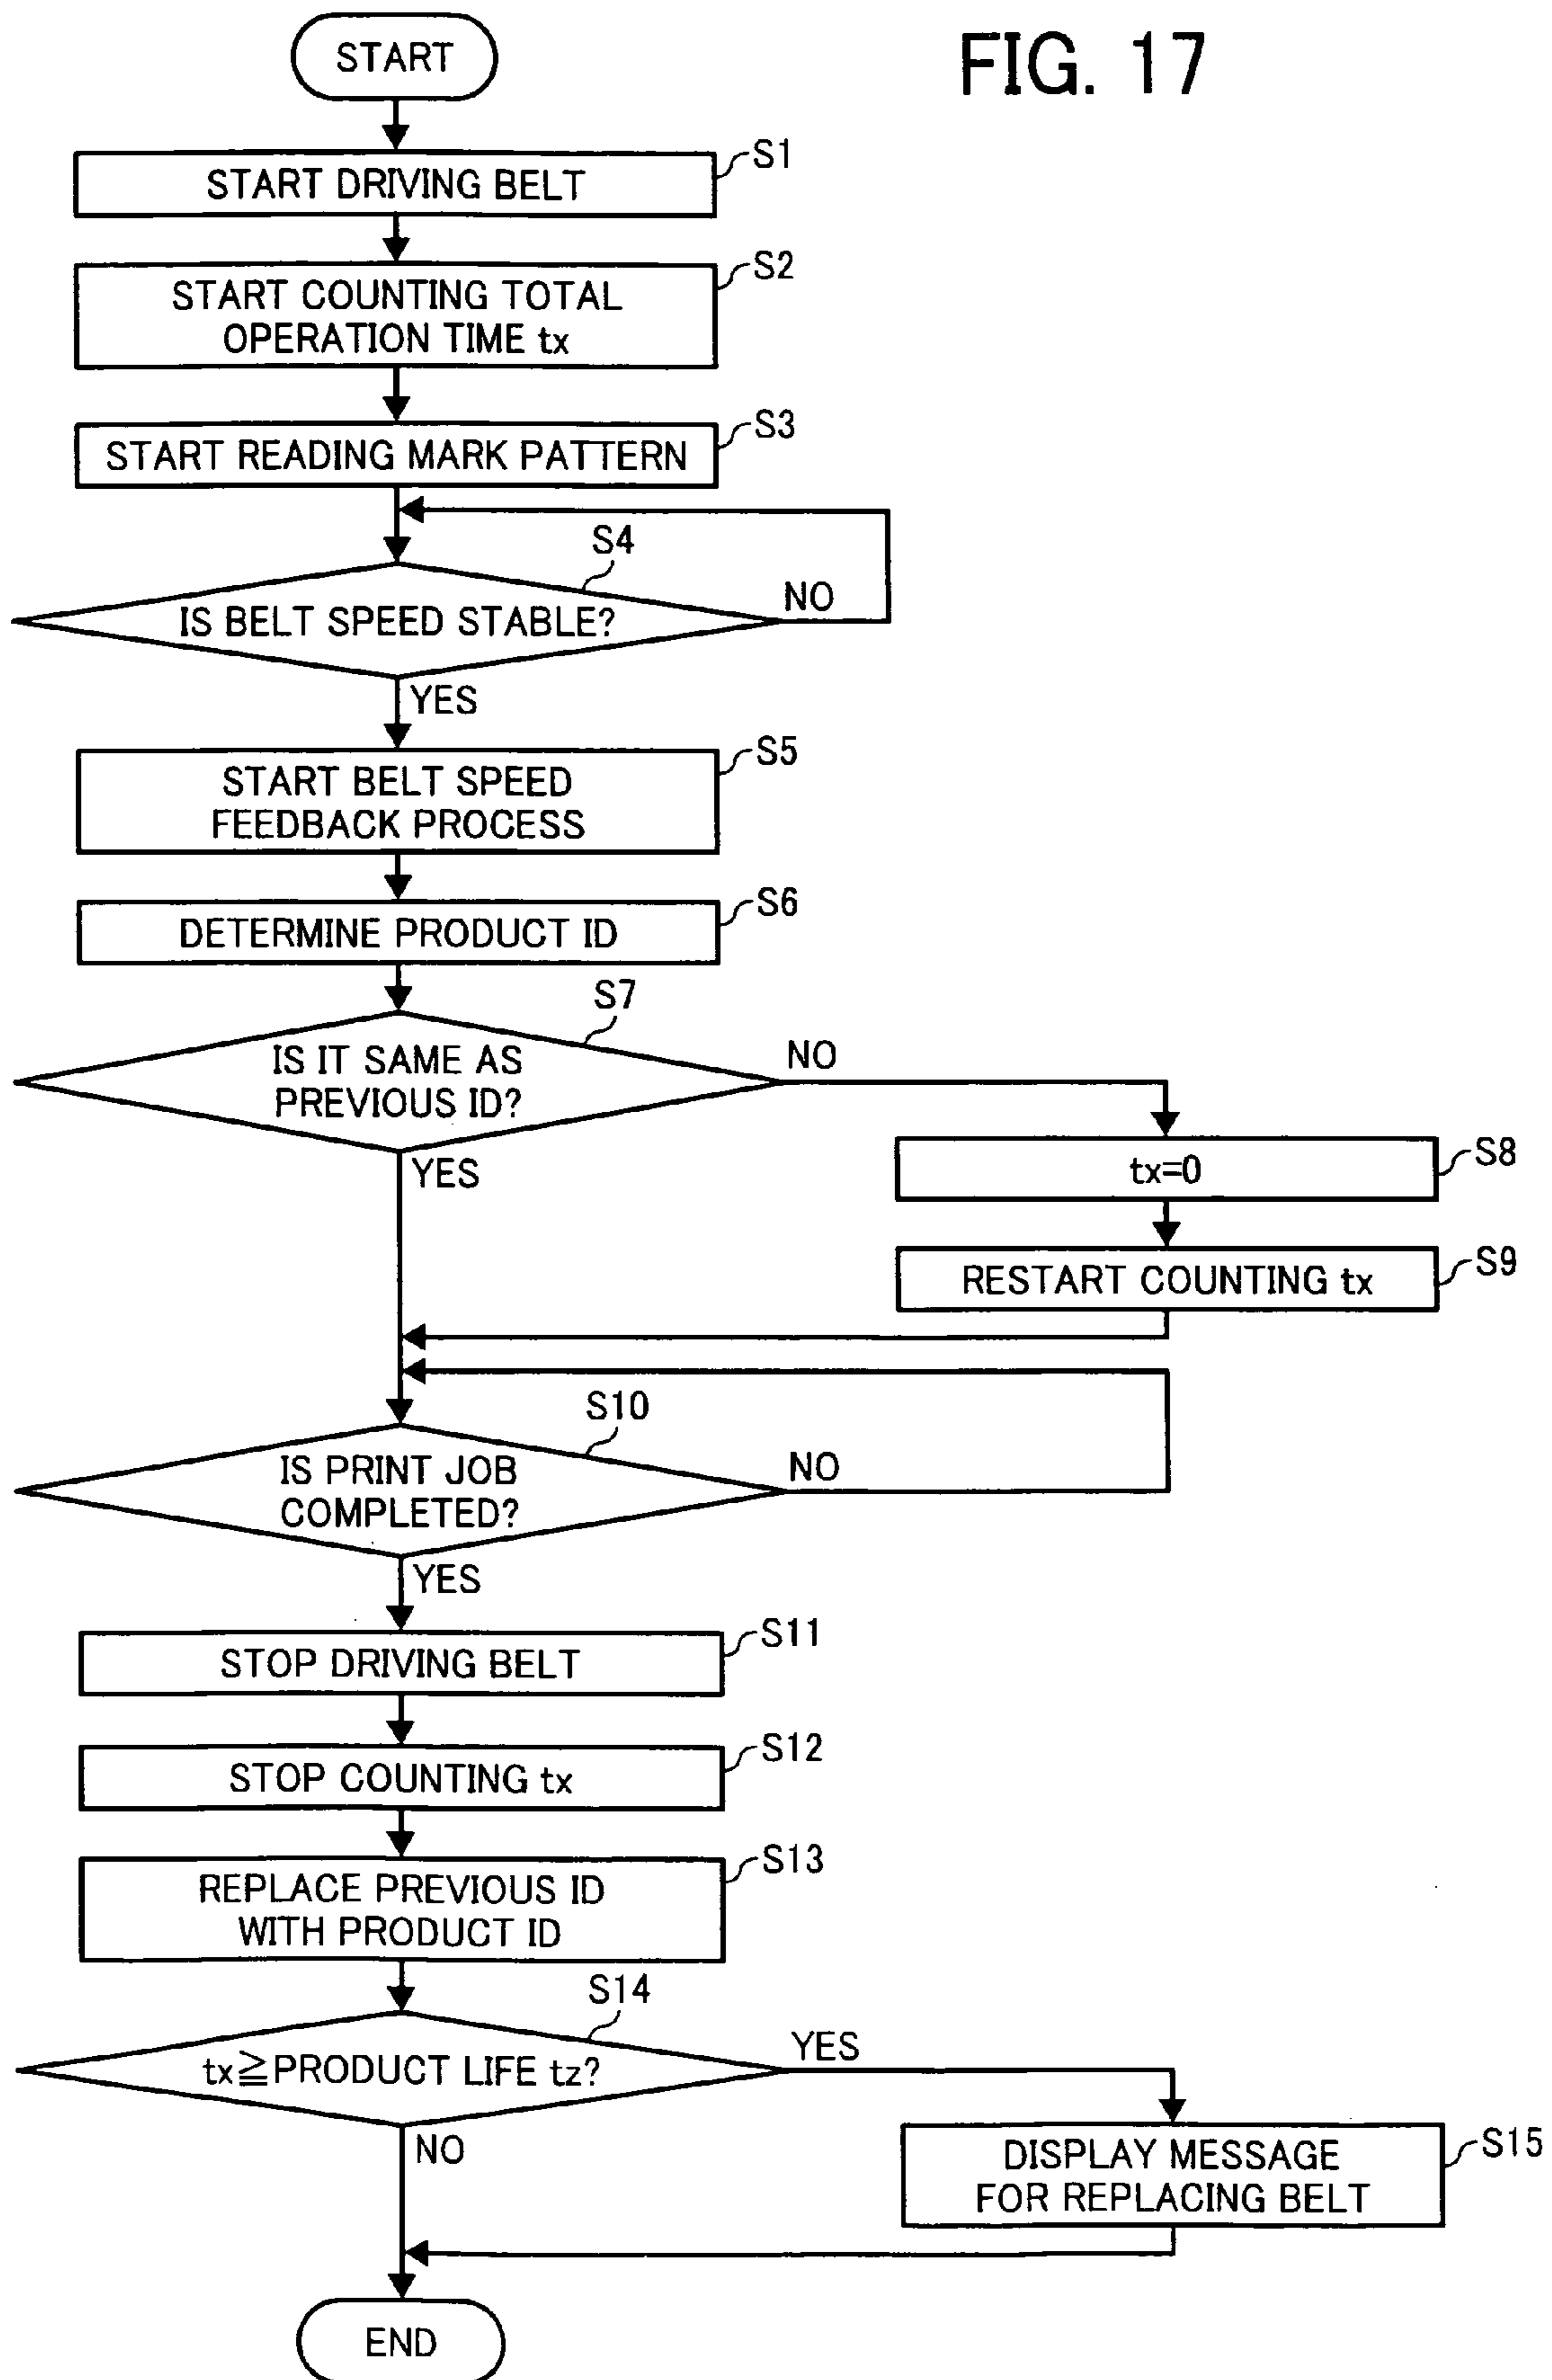 FIG. 17
START
S1
START DRIVING BELT
S2
START COUNTING TOTAL
OPERATION TIME tx
S3
START READING MARK PATTERN
S4
IS BELT SPEED STABLE?
NO
YES
S5
START BELT SPEED
FEEDBACK PROCESS
S6
DETERMINE PRODUCT ID
S7
IS IT SAME AS
PREVIOUS ID?
NO
YES
S8
tx=0
S9
RESTART COUNTING tx
S10
IS PRINT JOB
COMPLETED?
NO
YES
S11
STOP DRIVING BELT
S12
STOP COUNTING tx
S13
REPLACE PREVIOUS ID
WITH PRODUCT ID
S14
tx≧PRODUCT LIFE tz?
YES
NO
S15
DISPLAY MESSAGE
FOR REPLACING BELT
END